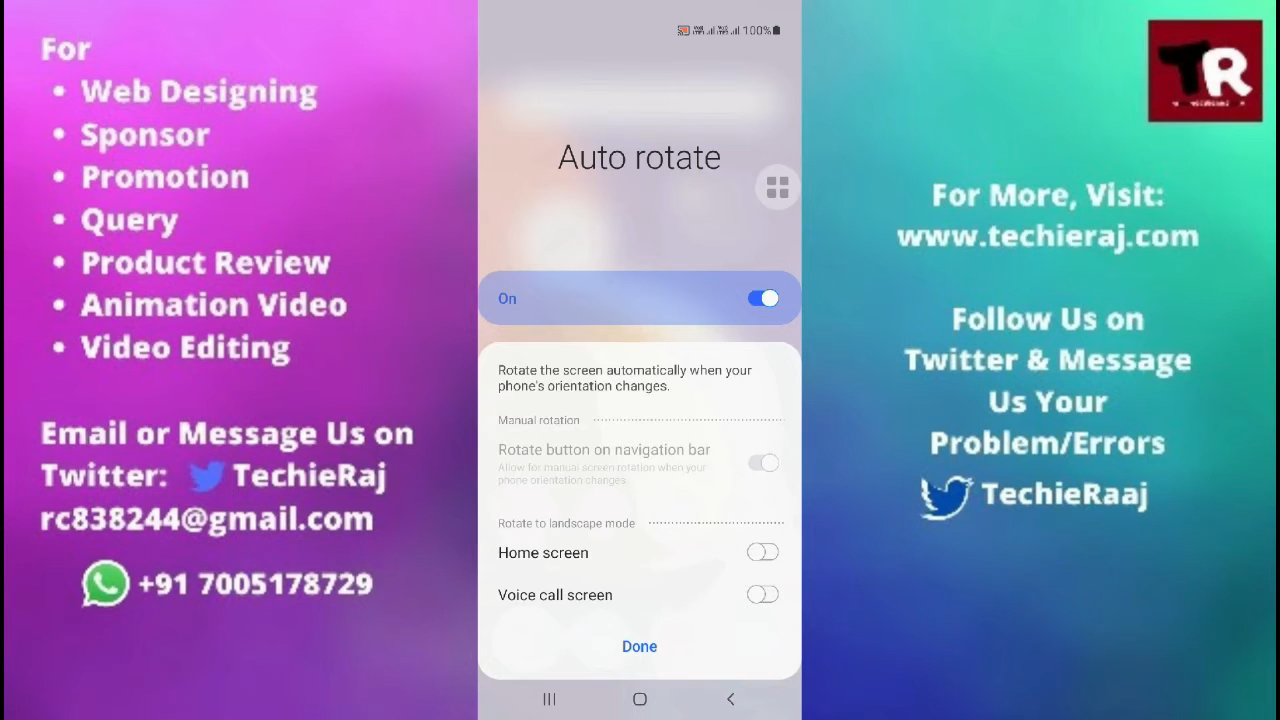 For
• Web Designing
• Sponsor
• Promotion
• Query
• Product Review
• Animation Video
• Video Editing
Email or Message Us on
Twitter: TechieRaj
rc838244@gmail.com
+91 7005178729
100%
Auto rotate
On
Rotate the screen automatically when your
phone's orientation changes.
Manual rotation
Rotate button on navigation bar
Allow for manual screen rotation when your
phone orientation changes.
Rotate to landscape mode
Home screen
Voice call screen
Done
TR
For More, Visit:
www.techieraj.com
Follow Us on
Twitter & Message
Us Your
Problem/Errors
TechieRaaj